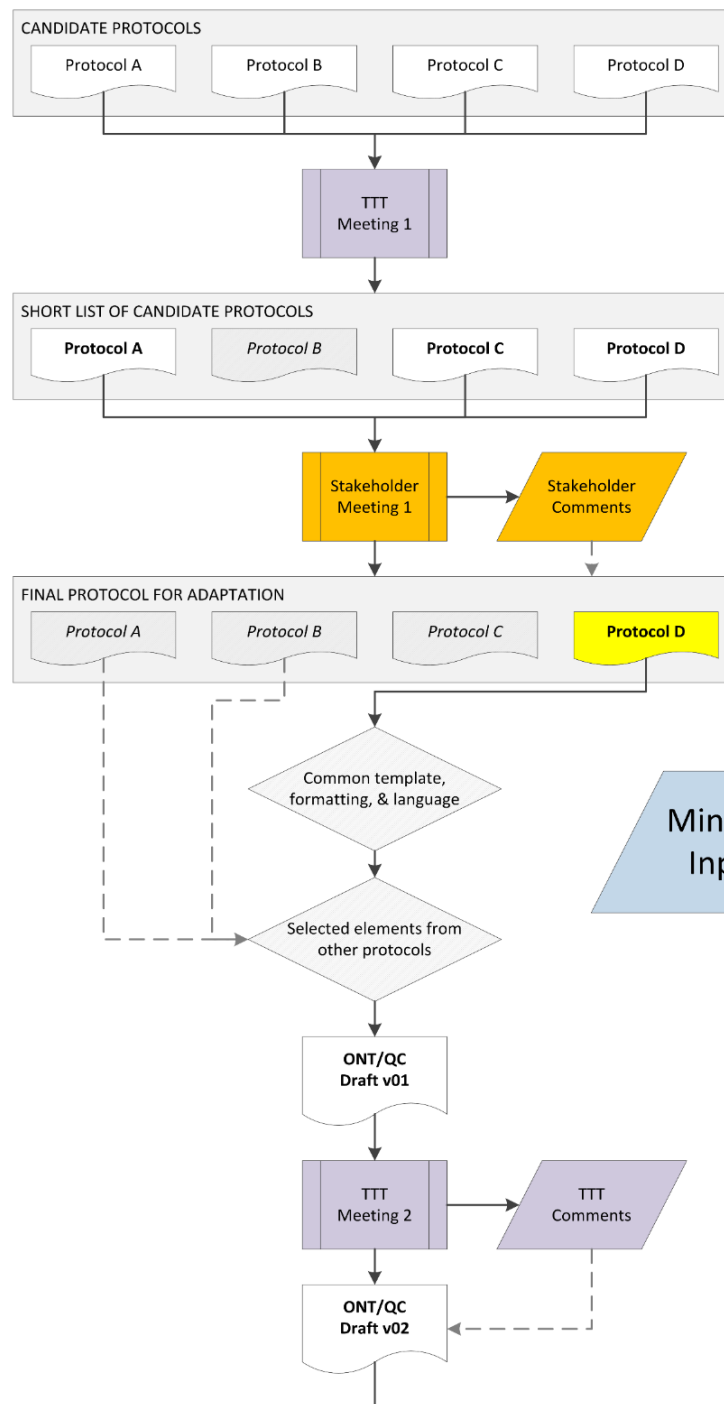 CANDIDATE PROTOCOLS
Protocol A
Protocol B
Protocol C
Protocol D
TTT
Meeting 1
SHORT LIST OF CANDIDATE PROTOCOLS
Protocol A
Protocol B
Protocol C
Protocol D
Stakeholder
Meeting 1
Stakeholder
Comments
FINAL PROTOCOL FOR ADAPTATION
Protocol A
Protocol B
Protocol C
Protocol D
Common template,
formatting, & language
Min
Inp
Selected elements from
other protocols
ONT/QC
Draft v01
TTT
Meeting 2
TTT
Comments
ONT/QC
Draft v02